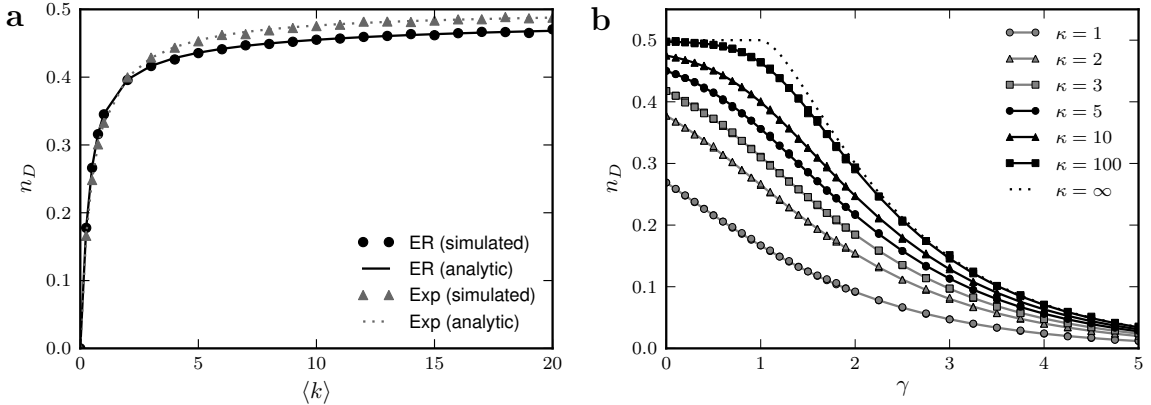 a
0.5
0.4
0.3
0.2
0.1
0.0
n_D
0 5 10 15 20
⟨k⟩
ER (simulated)
ER (analytic)
Exp (simulated)
Exp (analytic)
b
0.5
0.4
0.3
0.2
0.1
0.0
n_D
0 1 2 3 4 5
γ
κ = 1
κ = 2
κ = 3
κ = 5
κ = 10
κ = 100
κ = ∞